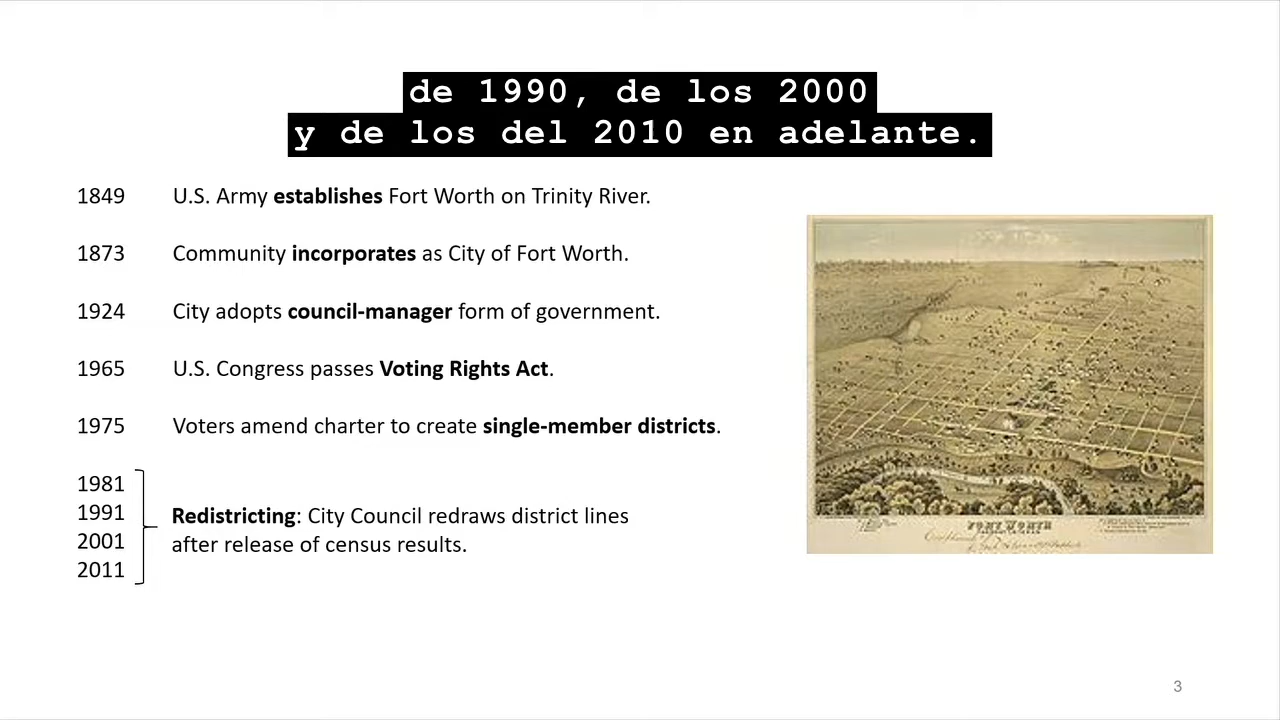 de 1990, de los 2000
y de los del 2010 en adelante.
1849 U.S. Army establishes Fort Worth on Trinity River.
1873 Community incorporates as City of Fort Worth.
1924 City adopts council-manager form of government.
1965 U.S. Congress passes Voting Rights Act.
1975 Voters amend charter to create single-member districts.
1981
1991
2001
2011
Redistricting: City Council redraws district lines
after release of census results.
FORT WORTH
3